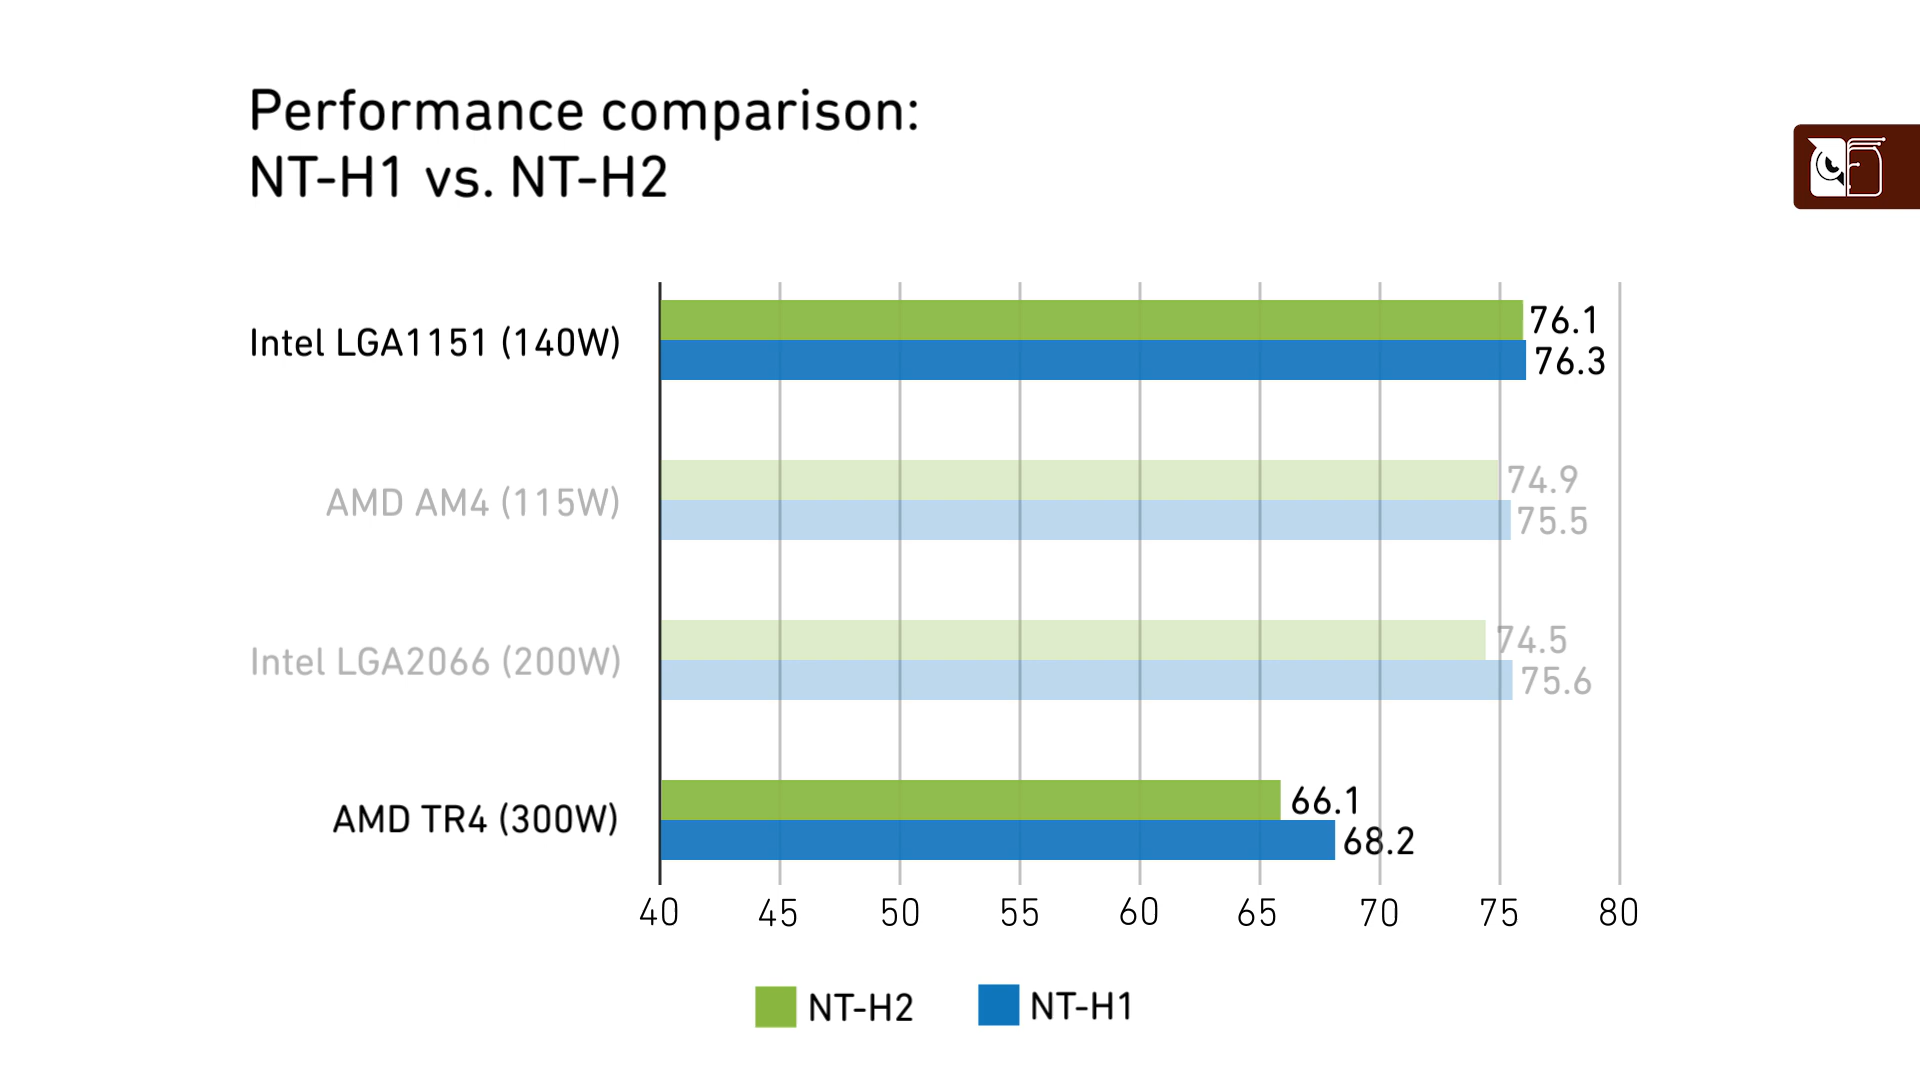 Performance comparison:
NT-H1 vs. NT-H2
Intel LGA1151 (140W)
76.1
76.3
AMD AM4 (115W)
74.9
75.5
Intel LGA2066 (200W)
74.5
75.6
AMD TR4 (300W)
66.1
68.2
40 45 50 55 60 65 70 75 80
NT-H2 NT-H1